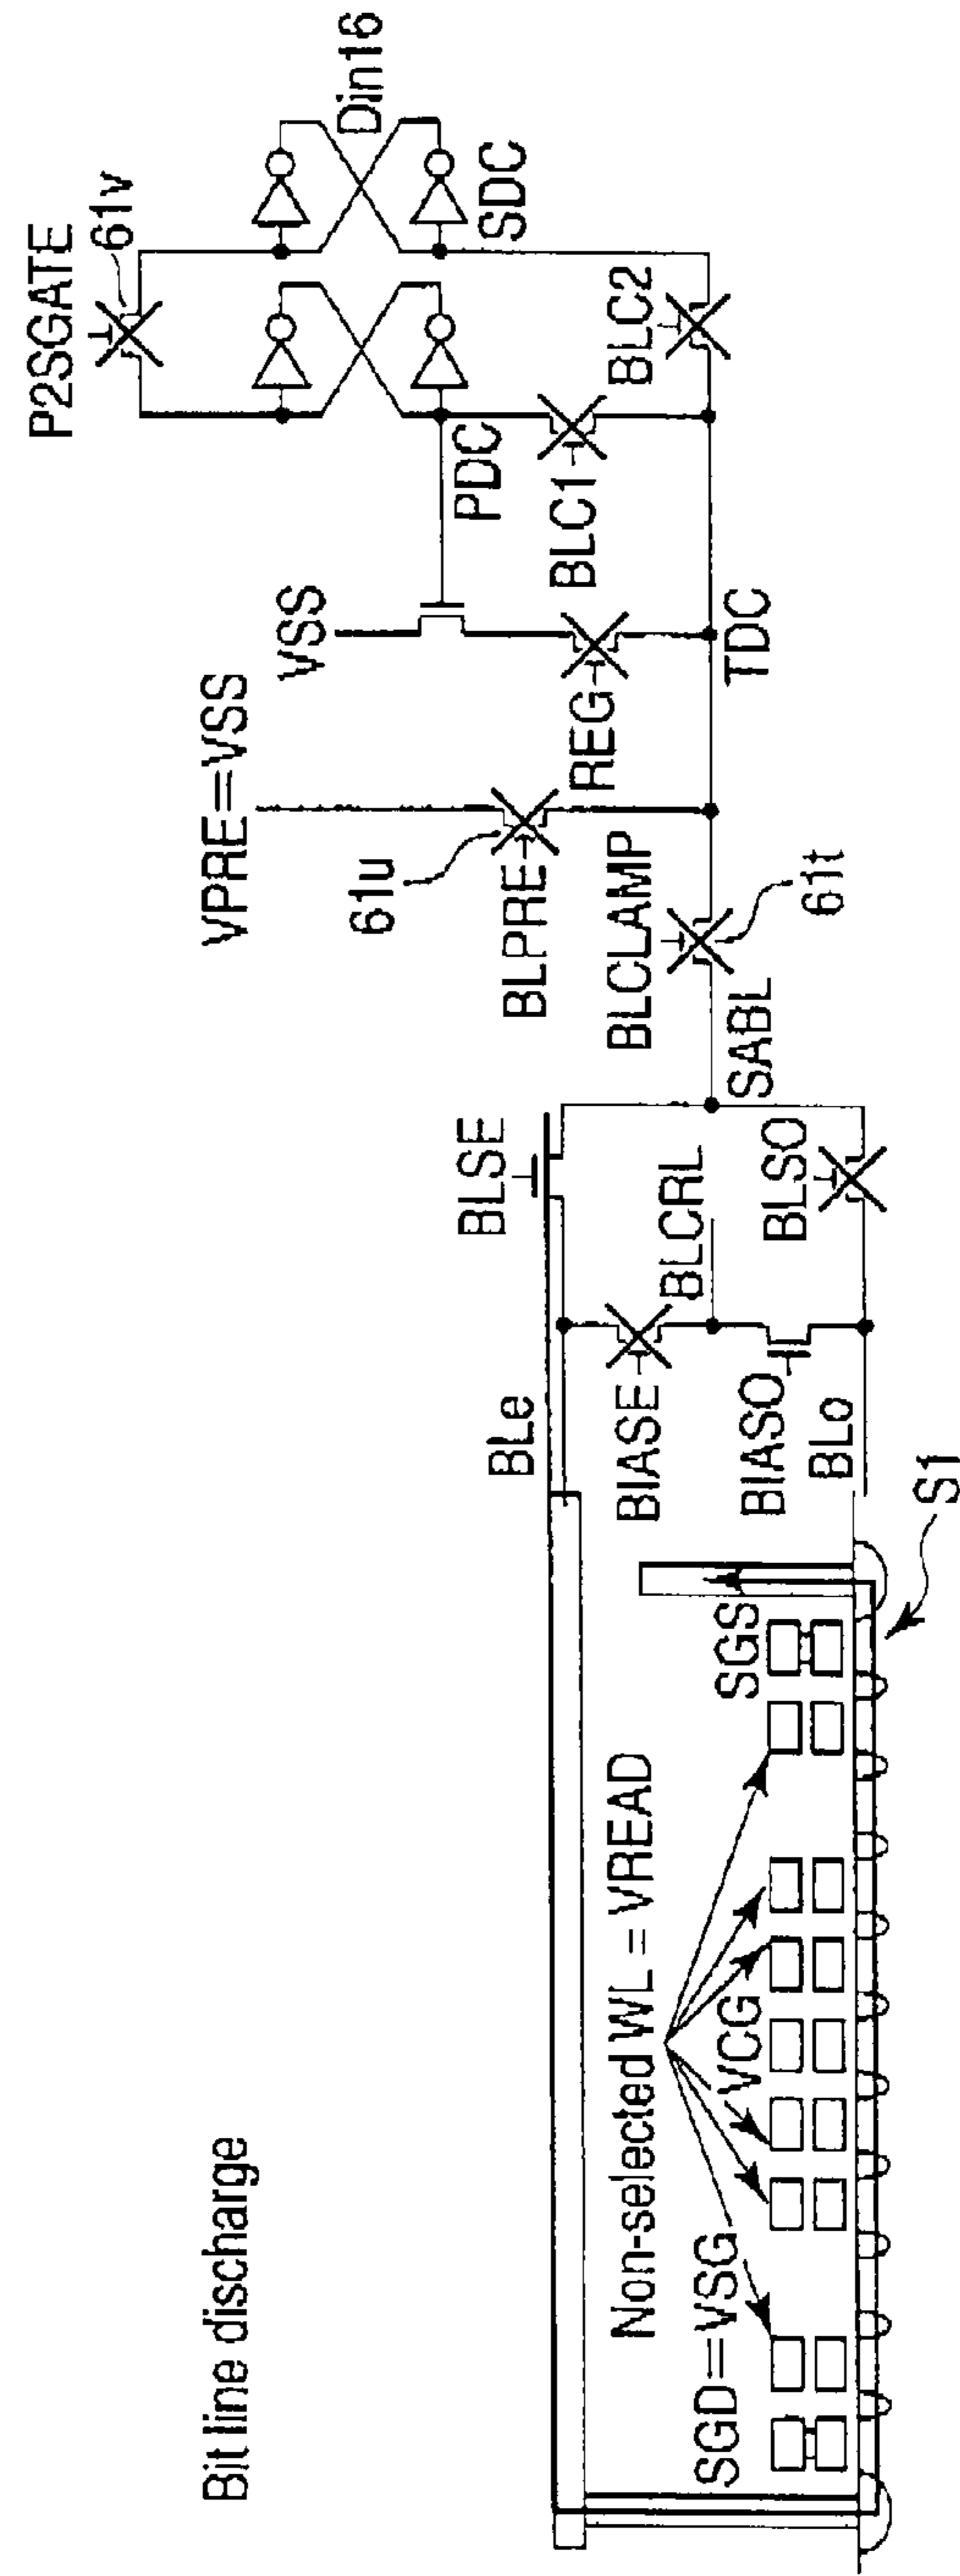 Bit line discharge
P2SGATE
61v
Din16
VPRE=VSS
VSS
61u
BLPRE
REG
BLC1
PDC
SDC
BLC2
BLCLAMP
61t
TDC
SABL
BLSE
BLe
BIASE
BLCRL
BIASO
BLSO
BLo
Non-selected WL = VREAD
SGD=VSG
VCG
SGS
S1